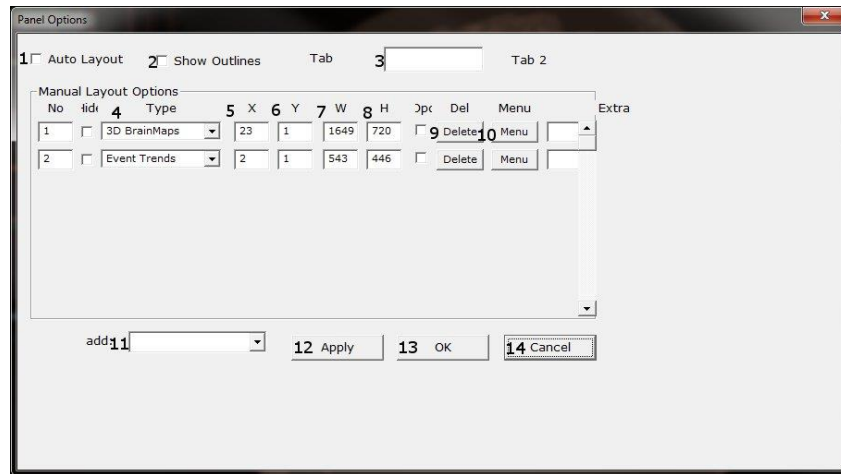 Panel Options
1 Auto Layout 2 Show Outlines Tab 3 Tab 2
Manual Layout Options
No Hide 4 Type 5 X 6 Y 7 W 8 H Opc Del Menu Extra
1 3D BrainMaps 23 1 1649 720 9 Delete 10 Menu
2 Event Trends 2 1 543 446 Delete Menu
add 11 12 Apply 13 OK 14 Cancel